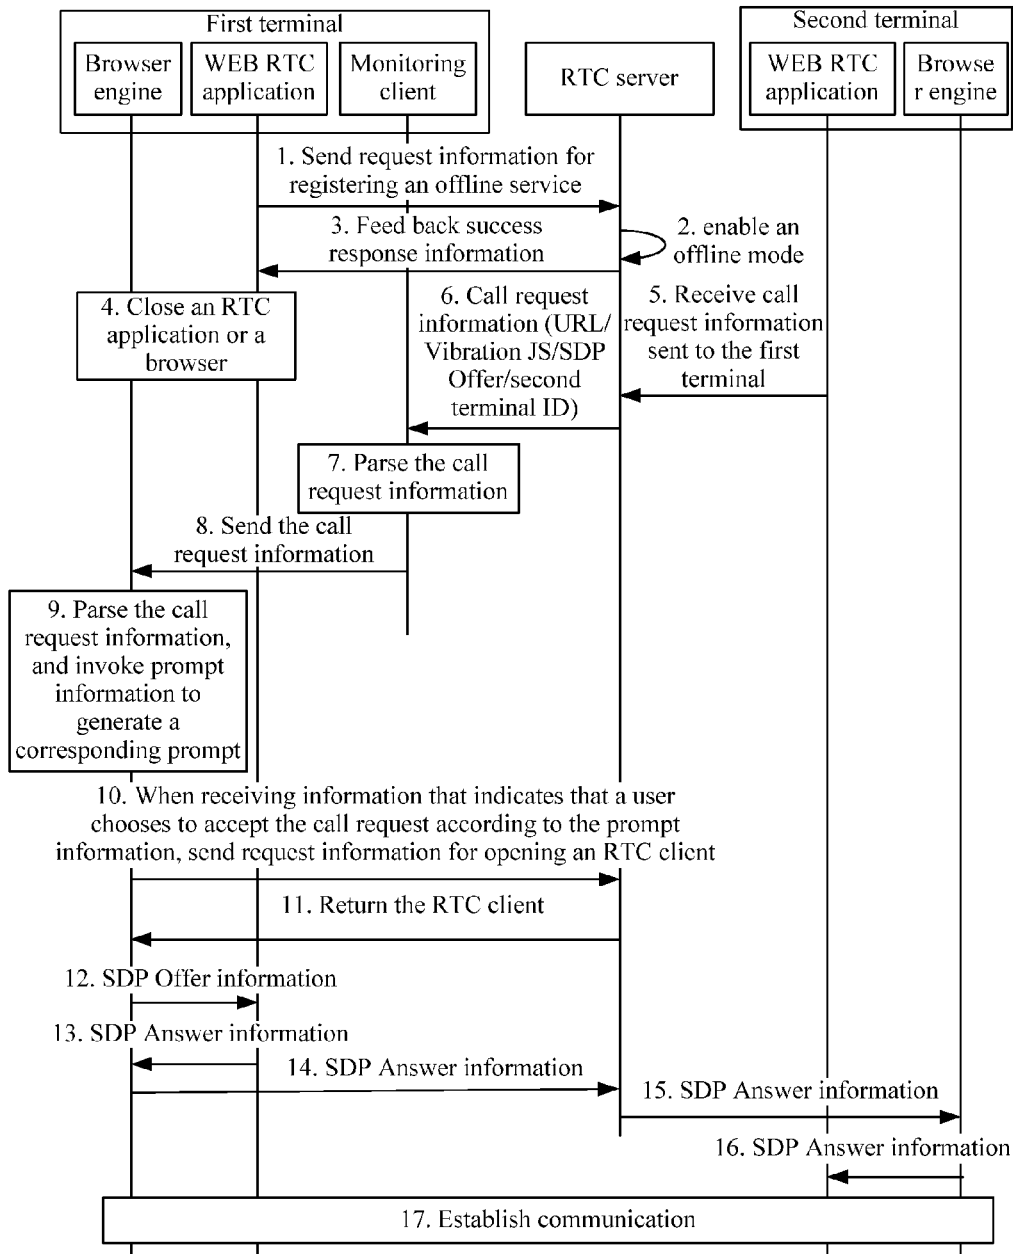 First terminal
Second terminal
Browser
engine
WEB RTC
application
Monitoring
client
RTC server
WEB RTC
application
Browse
r engine
1. Send request information for
registering an offline service
3. Feed back success
response information
2. enable an
offline mode
4. Close an RTC
application or a
browser
6. Call request
information (URL/
Vibration JS/SDP
Offer/second
terminal ID)
5. Receive call
request information
sent to the first
terminal
7. Parse the call
request information
8. Send the call
request information
9. Parse the call
request information,
and invoke prompt
information to
generate a
corresponding prompt
10. When receiving information that indicates that a user
chooses to accept the call request according to the prompt
information, send request information for opening an RTC client
11. Return the RTC client
12. SDP Offer information
13. SDP Answer information
14. SDP Answer information
15. SDP Answer information
16. SDP Answer information
17. Establish communication